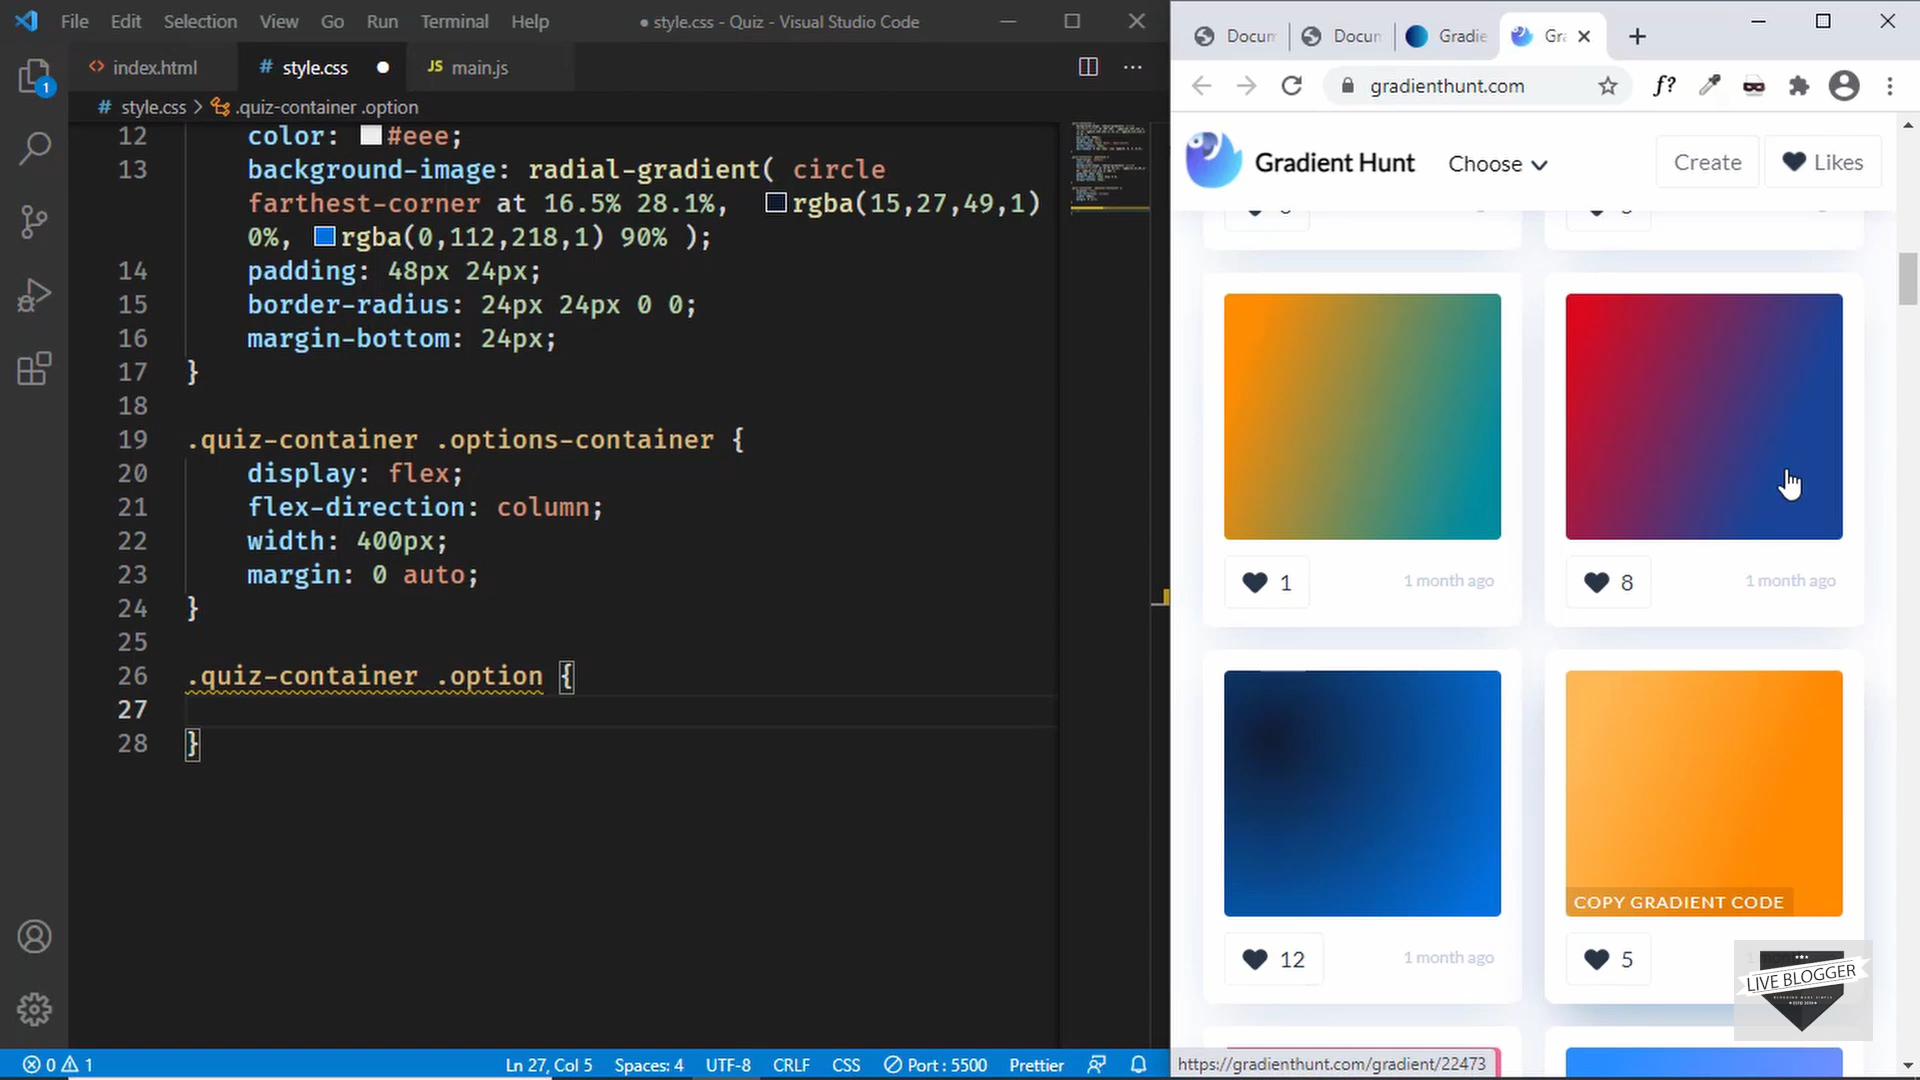 File Edit Selection View Go Run Terminal Help
● style.css - Quiz - Visual Studio Code
index.html
# style.css ●
JS main.js
1
# style.css > .quiz-container .option
12 color: #eee;
13 background-image: radial-gradient( circle
farthest-corner at 16.5% 28.1%, rgba(15,27,49,1)
0%, rgba(0,112,218,1) 90% );
14 padding: 48px 24px;
15 border-radius: 24px 24px 0 0;
16 margin-bottom: 24px;
17 }
18
19 .quiz-container .options-container {
20 display: flex;
21 flex-direction: column;
22 width: 400px;
23 margin: 0 auto;
24 }
25
26 .quiz-container .option {
27
28 }
0 1
Ln 27, Col 5 Spaces: 4 UTF-8 CRLF CSS Port : 5500 Prettier
Docum Docum Gradie Gra
gradienthunt.com
f?
Gradient Hunt Choose Create Likes
1 1 month ago
8 1 month ago
COPY GRADIENT CODE
12 1 month ago
5
LIVE BLOGGER
https://gradienthunt.com/gradient/22473